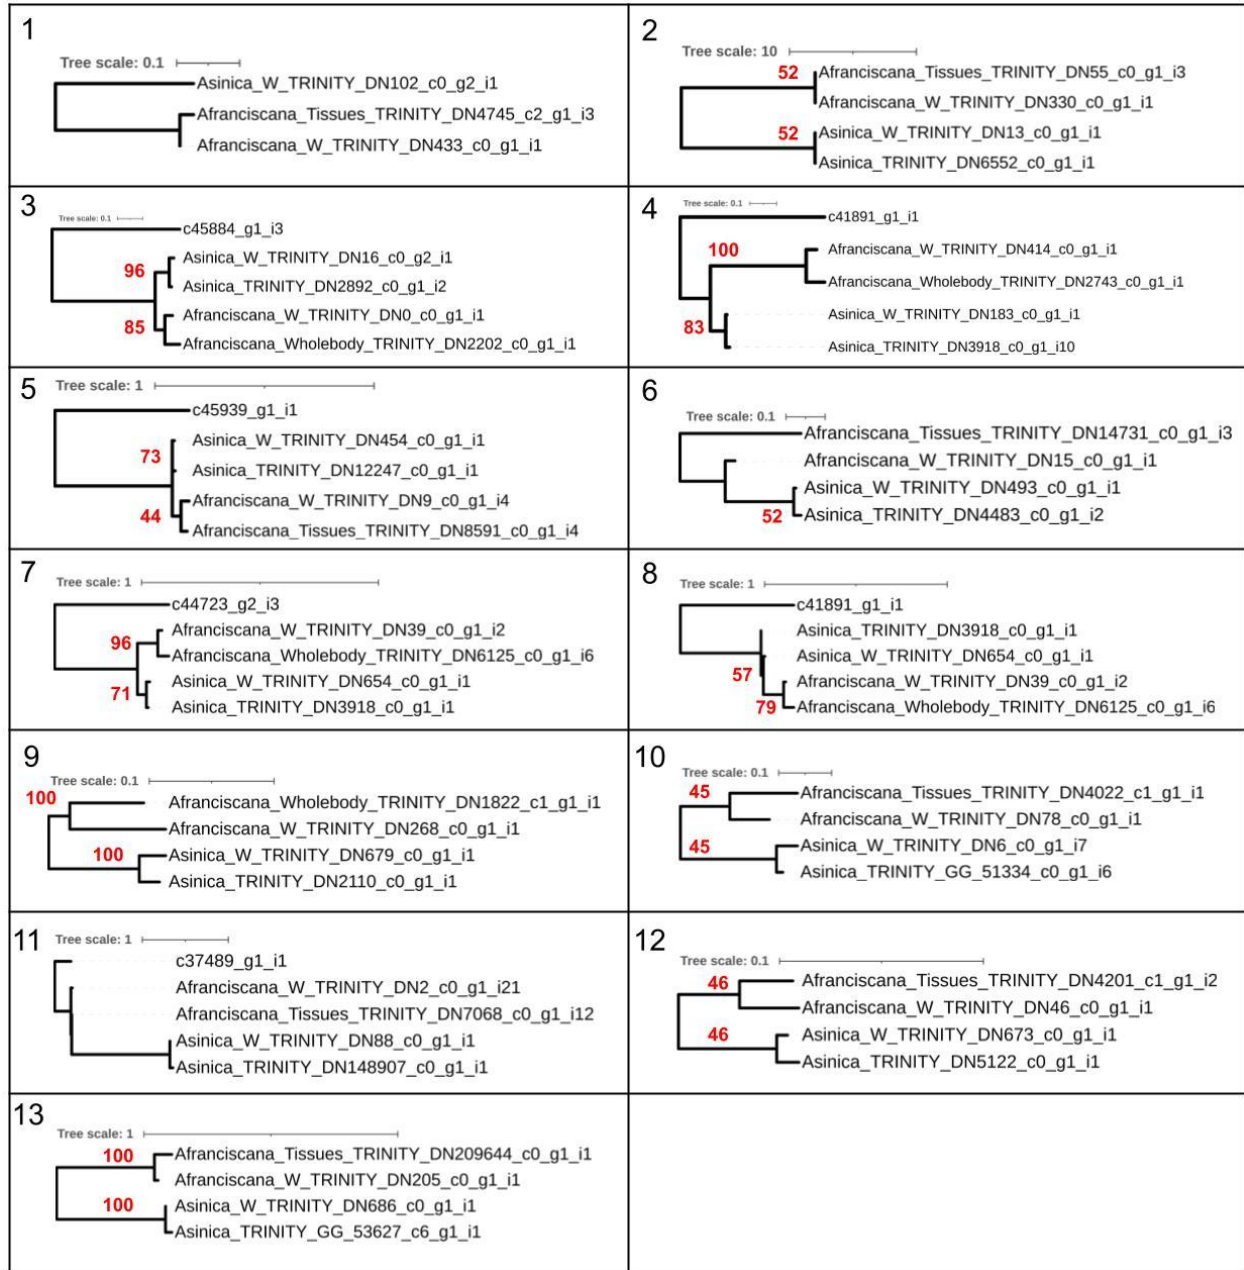 1
Tree scale: 0.1
Asinica_W_TRINITY_DN102_c0_g2_i1
Afranciscana_Tissues_TRINITY_DN4745_c2_g1_i3
Afranciscana_W_TRINITY_DN433_c0_g1_i1
2
Tree scale: 10
52
Afranciscana_Tissues_TRINITY_DN55_c0_g1_i3
Afranciscana_W_TRINITY_DN330_c0_g1_i1
52
Asinica_W_TRINITY_DN13_c0_g1_i1
Asinica_TRINITY_DN6552_c0_g1_i1
3
Tree scale: 0.1
c45884_g1_i3
Asinica_W_TRINITY_DN16_c0_g2_i1
96
Asinica_TRINITY_DN2892_c0_g1_i2
Afranciscana_W_TRINITY_DN0_c0_g1_i1
85
Afranciscana_Wholebody_TRINITY_DN2202_c0_g1_i1
4
Tree scale: 0.1
c41891_g1_i1
100
Afranciscana_W_TRINITY_DN414_c0_g1_i1
Afranciscana_Wholebody_TRINITY_DN2743_c0_g1_i1
Asinica_W_TRINITY_DN183_c0_g1_i1
83
Asinica_TRINITY_DN3918_c0_g1_i10
5
Tree scale: 1
c45939_g1_i1
Asinica_W_TRINITY_DN454_c0_g1_i1
73
Asinica_TRINITY_DN12247_c0_g1_i1
Afranciscana_W_TRINITY_DN9_c0_g1_i4
44
Afranciscana_Tissues_TRINITY_DN8591_c0_g1_i4
6
Tree scale: 0.1
Afranciscana_Tissues_TRINITY_DN14731_c0_g1_i3
Afranciscana_W_TRINITY_DN15_c0_g1_i1
Asinica_W_TRINITY_DN493_c0_g1_i1
52
Asinica_TRINITY_DN4483_c0_g1_i2
7
Tree scale: 1
c44723_g2_i3
Afranciscana_W_TRINITY_DN39_c0_g1_i2
96
Afranciscana_Wholebody_TRINITY_DN6125_c0_g1_i6
Asinica_W_TRINITY_DN654_c0_g1_i1
71
Asinica_TRINITY_DN3918_c0_g1_i1
8
Tree scale: 1
c41891_g1_i1
Asinica_TRINITY_DN3918_c0_g1_i1
Asinica_W_TRINITY_DN654_c0_g1_i1
57
Afranciscana_W_TRINITY_DN39_c0_g1_i2
79
Afranciscana_Wholebody_TRINITY_DN6125_c0_g1_i6
9
Tree scale: 0.1
100
Afranciscana_Wholebody_TRINITY_DN1822_c1_g1_i1
Afranciscana_W_TRINITY_DN268_c0_g1_i1
100
Asinica_W_TRINITY_DN679_c0_g1_i1
Asinica_TRINITY_DN2110_c0_g1_i1
10
Tree scale: 0.1
45
Afranciscana_Tissues_TRINITY_DN4022_c1_g1_i1
Afranciscana_W_TRINITY_DN78_c0_g1_i1
45
Asinica_W_TRINITY_DN6_c0_g1_i7
Asinica_TRINITY_GG_51334_c0_g1_i6
11
Tree scale: 1
c37489_g1_i1
Afranciscana_W_TRINITY_DN2_c0_g1_i21
Afranciscana_Tissues_TRINITY_DN7068_c0_g1_i12
Asinica_W_TRINITY_DN88_c0_g1_i1
Asinica_TRINITY_DN148907_c0_g1_i1
12
Tree scale: 0.1
46
Afranciscana_Tissues_TRINITY_DN4201_c1_g1_i2
Afranciscana_W_TRINITY_DN46_c0_g1_i1
46
Asinica_W_TRINITY_DN673_c0_g1_i1
Asinica_TRINITY_DN5122_c0_g1_i1
13
Tree scale: 1
100
Afranciscana_Tissues_TRINITY_DN209644_c0_g1_i1
Afranciscana_W_TRINITY_DN205_c0_g1_i1
100
Asinica_W_TRINITY_DN686_c0_g1_i1
Asinica_TRINITY_GG_53627_c6_g1_i1